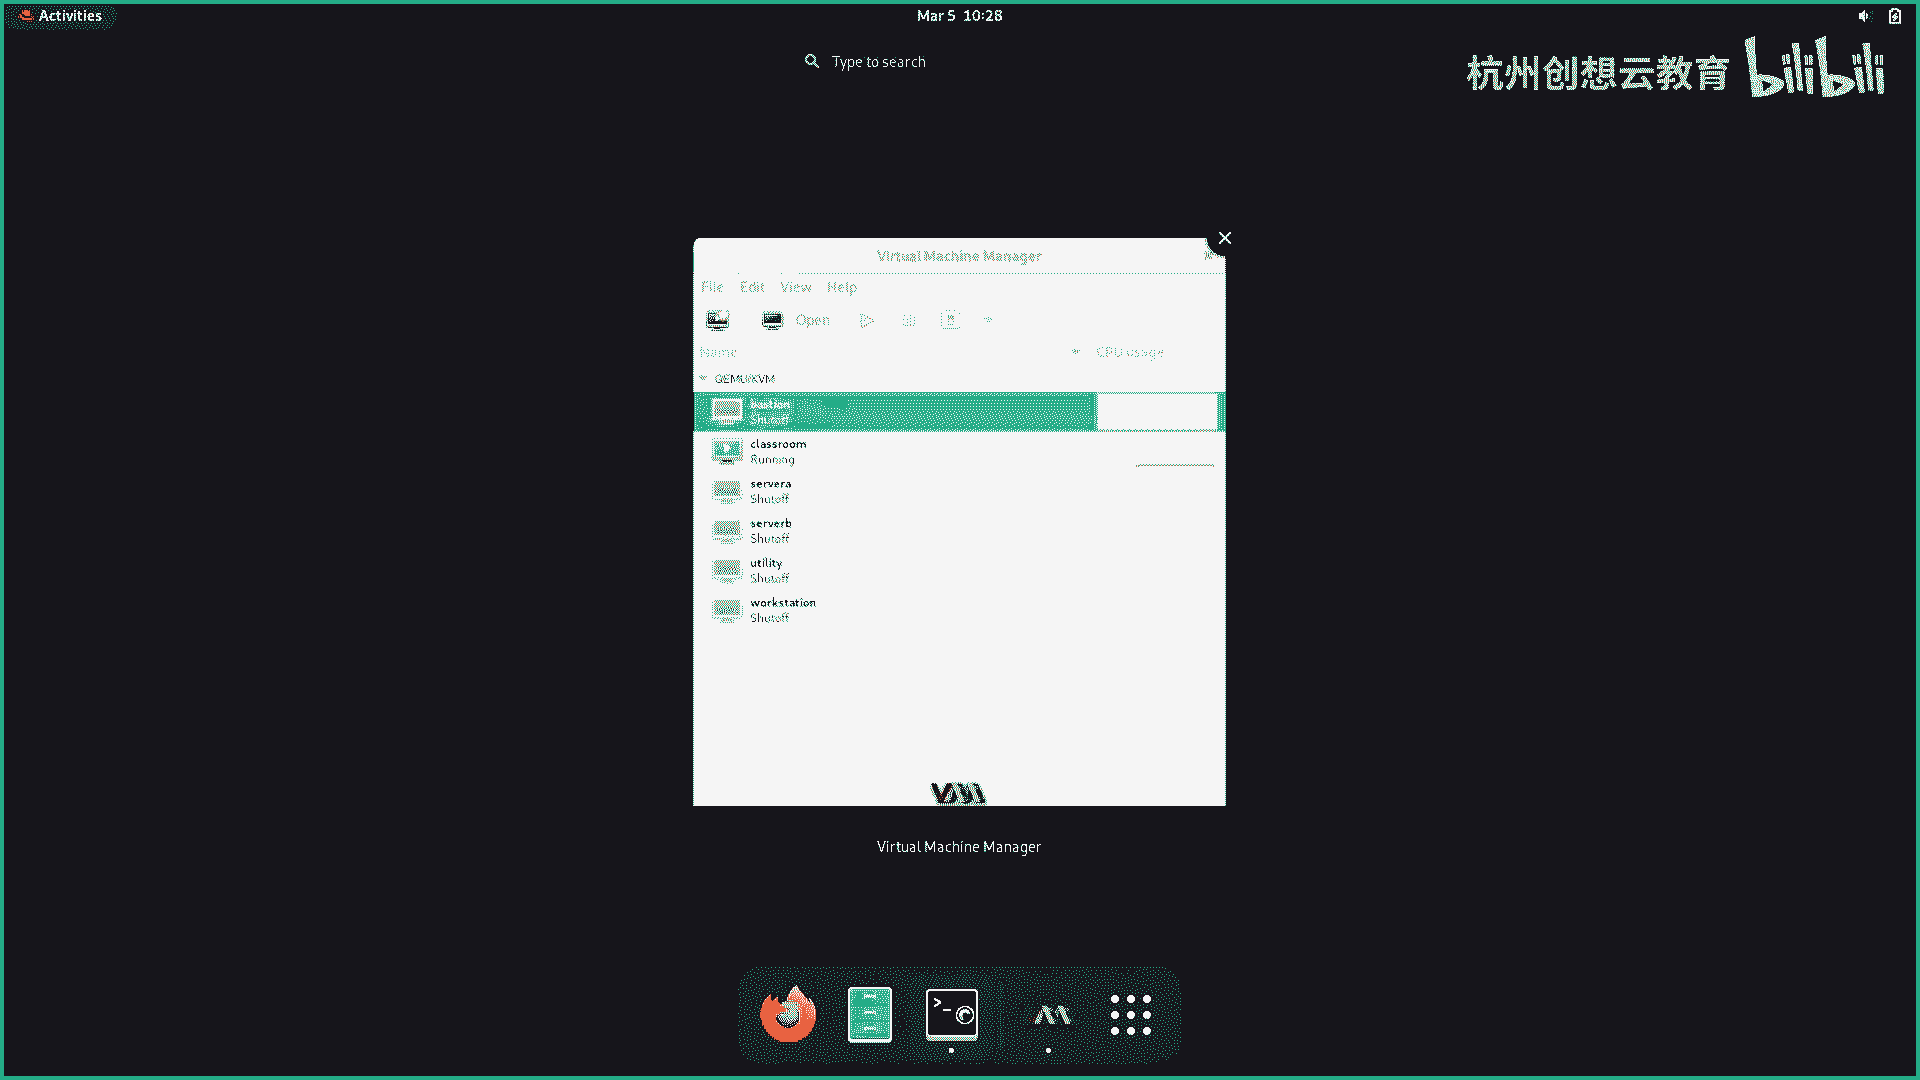 Activities
Mar 5 10:28
Type to search
杭州创想云教育 bilibili
Virtual Machine Manager
File Edit View Help
Open
Name CPU usage
QEMU/KVM
bastion
Shutoff
classroom
Running
servera
Shutoff
serverb
Shutoff
utility
Shutoff
workstation
Shutoff
Virtual Machine Manager